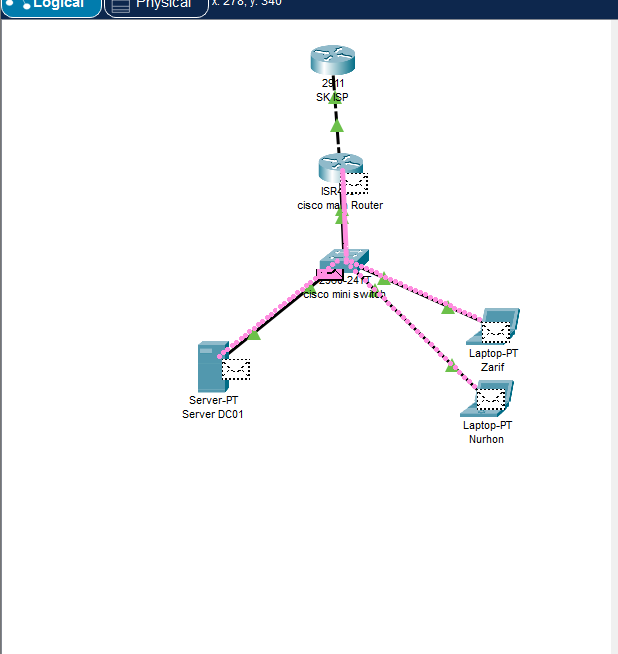 Logical Physical x: 278, y: 340
2911
SK ISP
cisco main Router
cisco mini switch
Laptop-PT
Zarif
Server-PT
Server DC01
Laptop-PT
Nurhon